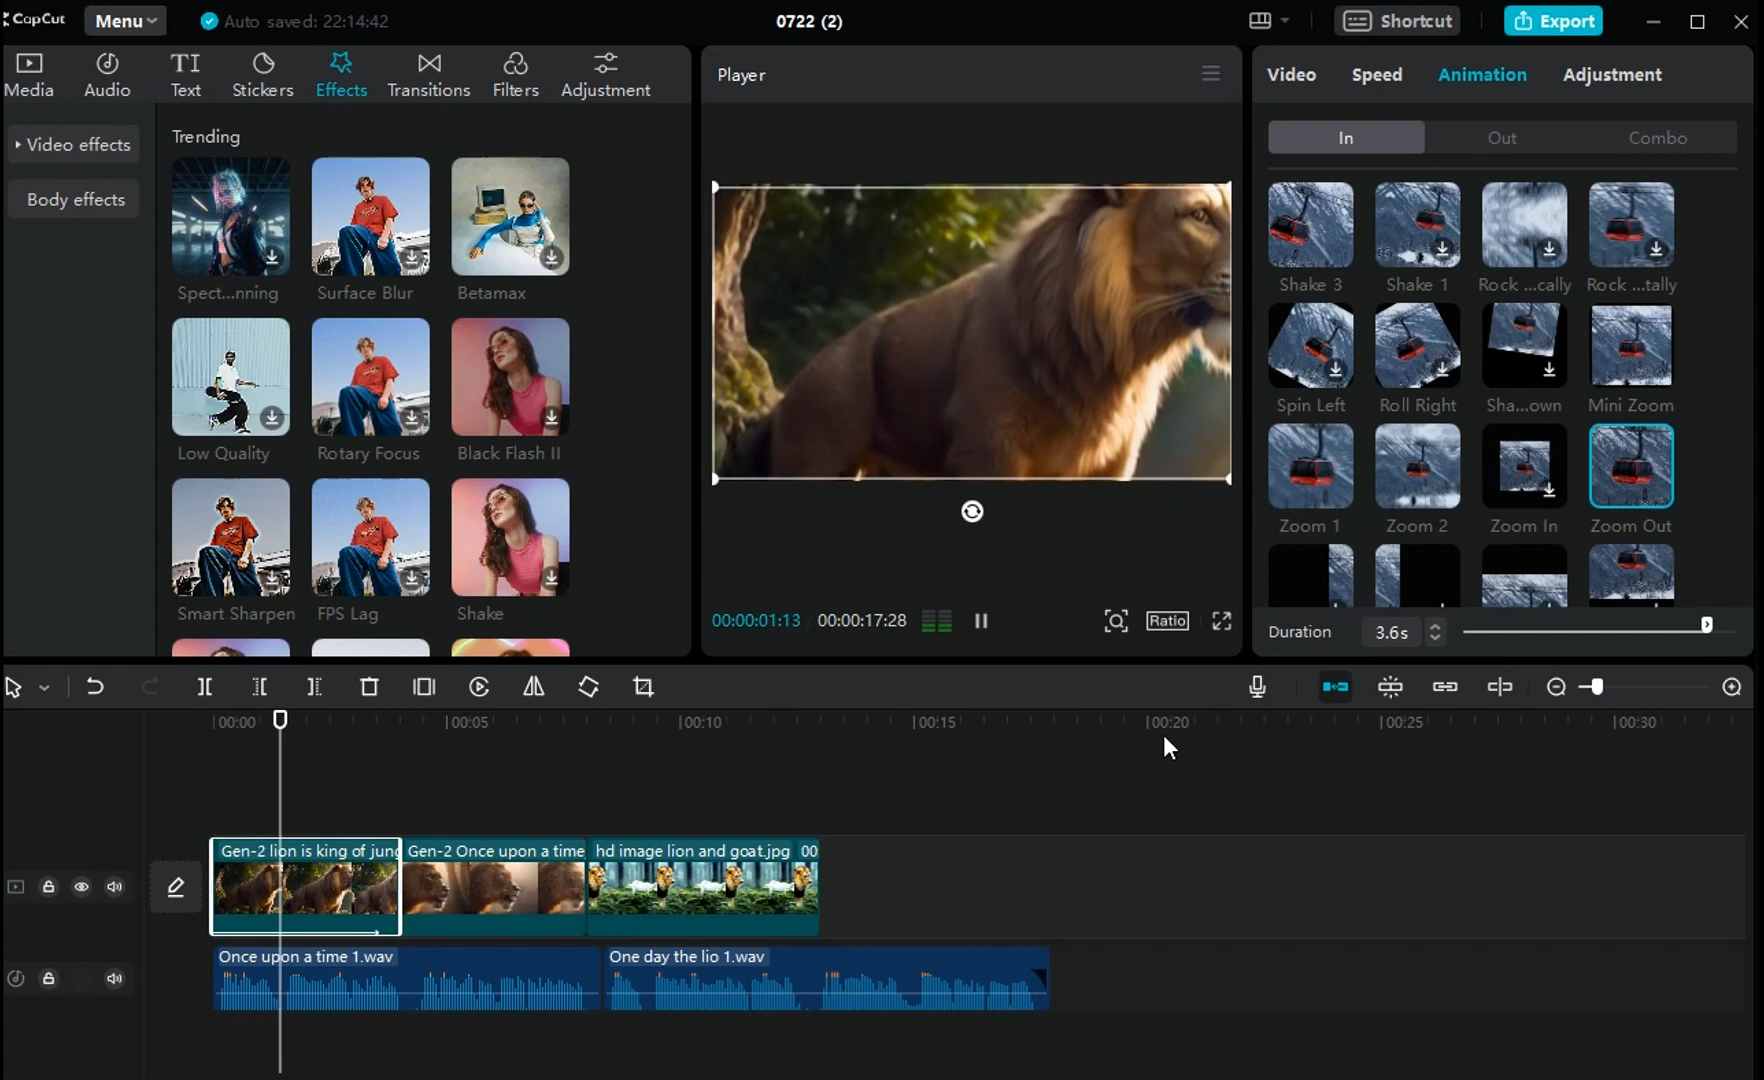 CapCut
Menu
Auto saved: 22:14:42
0722 (2)
Shortcut
Export
Media
Audio
TI
Text
Stickers
Effects
Transitions
Filters
Adjustment
Video effects
Body effects
Trending
Spect...nning
Surface Blur
Betamax
Low Quality
Rotary Focus
Black Flash II
Smart Sharpen
FPS Lag
Shake
Player
00:00:01:13
00:00:17:28
Ratio
Video
Speed
Animation
Adjustment
In
Out
Combo
Shake 3
Shake 1
Rock ...cally
Rock ...tally
Spin Left
Roll Right
Sha...own
Mini Zoom
Zoom 1
Zoom 2
Zoom In
Zoom Out
Duration
3.6s
00:00
00:05
00:10
00:15
00:20
00:25
00:30
Gen-2 lion is king of jung
Gen-2 Once upon a time
hd image lion and goat.jpg
00:
Once upon a time 1.wav
One day the lio 1.wav